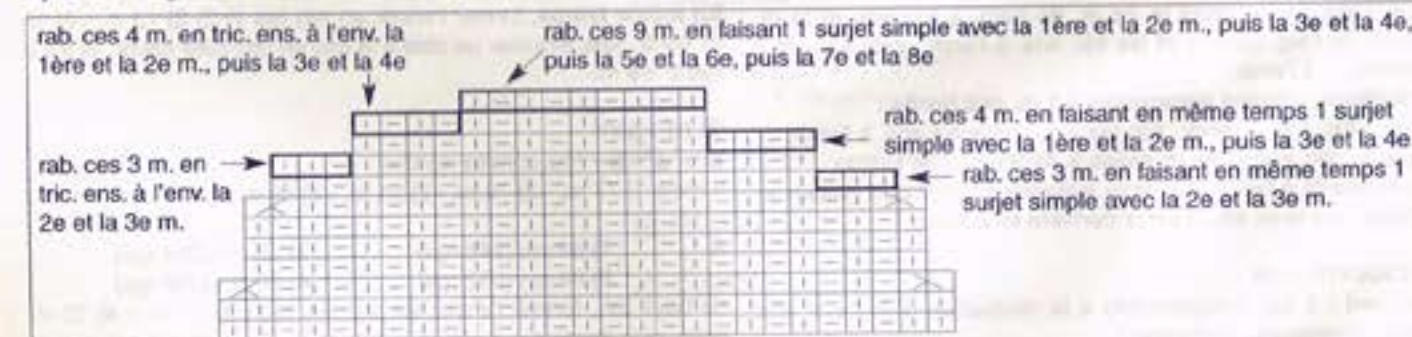 rab. ces 4 m. en tric. ens. à l'env. la
1ère et la 2e m., puis la 3e et la 4e
rab. ces 9 m. en faisant 1 surjet simple avec la 1ère et la 2e m., puis la 3e et la 4e,
puis la 5e et la 6e, puis la 7e et la 8e
rab. ces 4 m. en faisant en même temps 1 surjet
simple avec la 1ère et la 2e m., puis la 3e et la 4e
rab. ces 3 m. en
tric. ens. à l'env. la
2e et la 3e m.
rab. ces 3 m. en faisant en même temps 1
surjet simple avec la 2e et la 3e m.